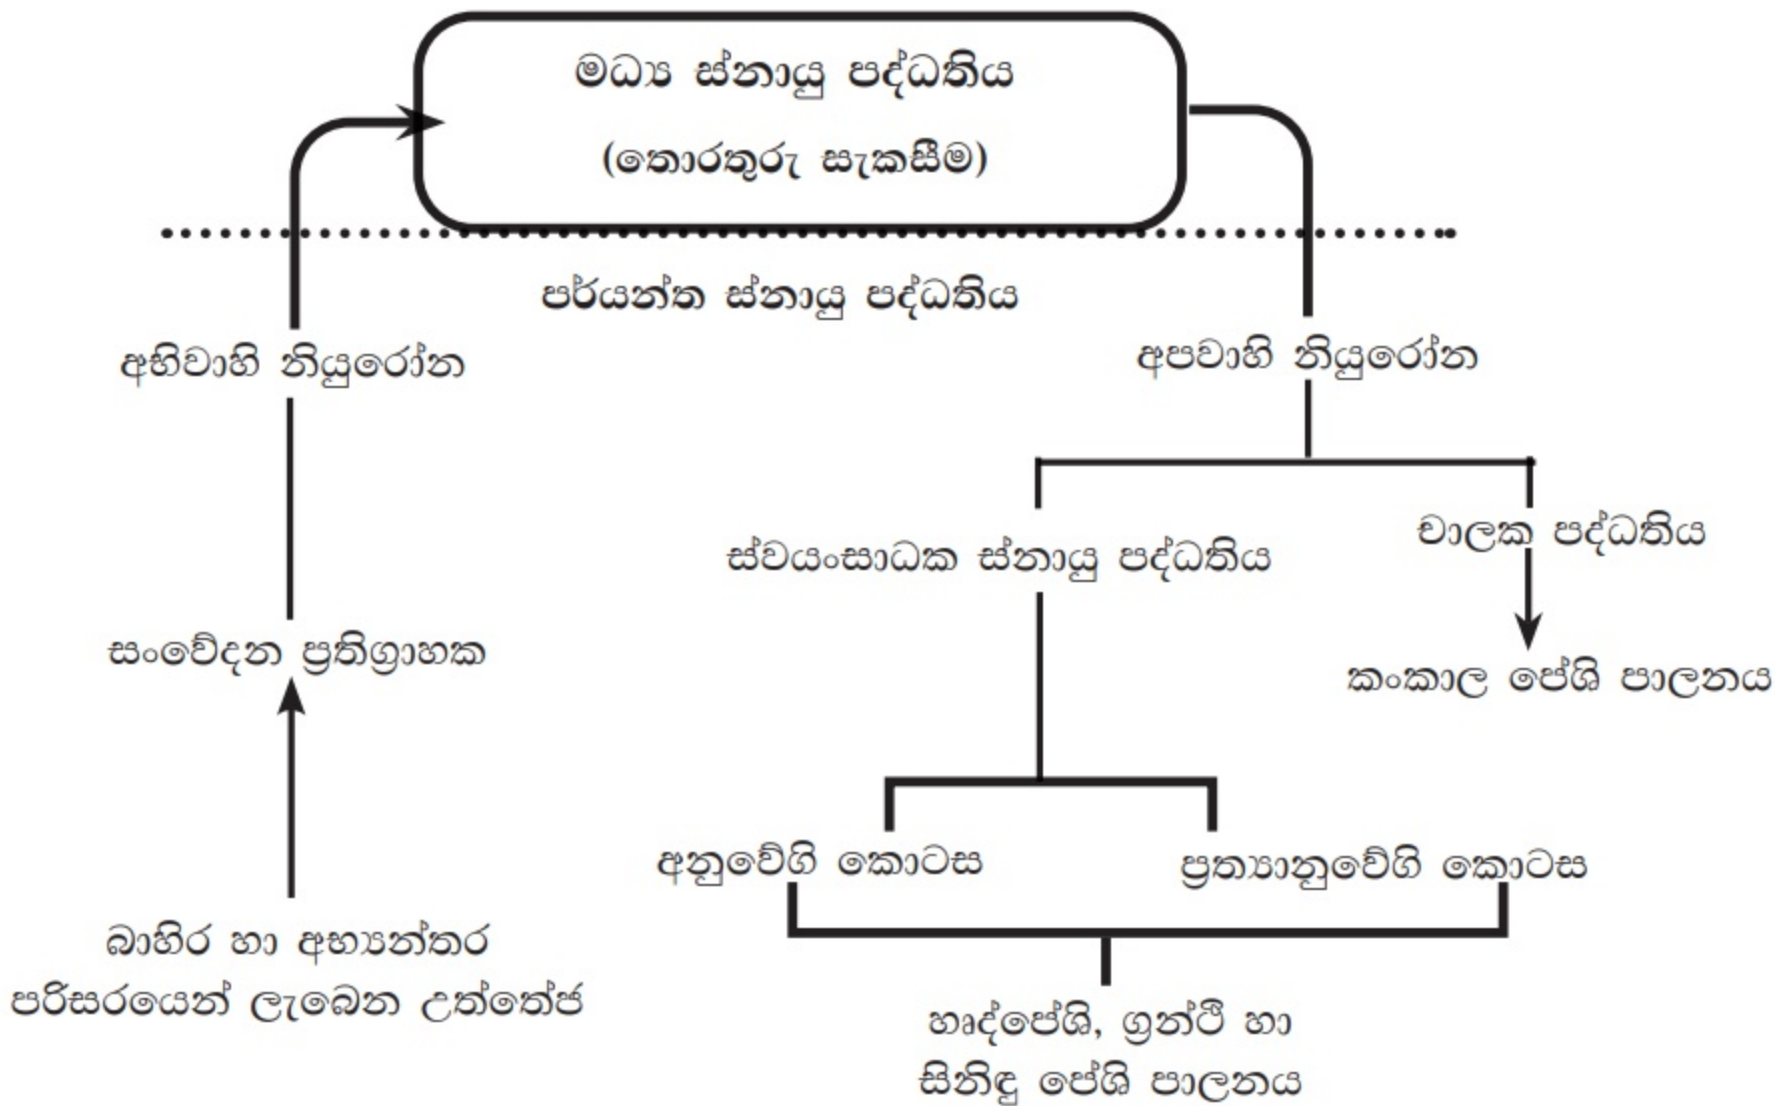 මධ්‍ය ස්නායු පද්ධතිය
(තොරතුරු සැකසීම)
පර්යන්ත ස්නායු පද්ධතිය
අභිවාහි නියුරෝන
අපවාහි නියුරෝන
ස්වයංසාධක ස්නායු පද්ධතිය
චාලක පද්ධතිය
සංවේදන ප්‍රතිග්‍රාහක
කංකාල පේශි පාලනය
අනුවේගි කොටස
ප්‍රත්‍යානුවේගි කොටස
බාහිර හා අභ්‍යන්තර
පරිසරයෙන් ලැබෙන උත්තේජ
හෘද්පේශි, ග්‍රන්ථි හා
සිනිඳු පේශි පාලනය